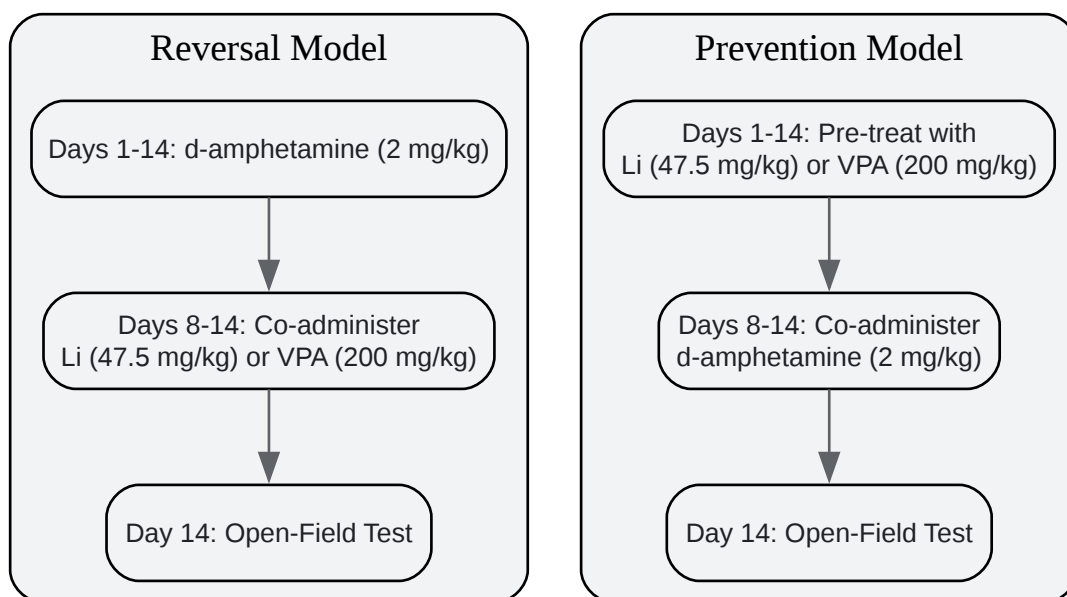 Reversal Model
Days 1-14: d-amphetamine (2 mg/kg)
Days 8-14: Co-administer
Li (47.5 mg/kg) or VPA (200 mg/kg)
Day 14: Open-Field Test
Prevention Model
Days 1-14: Pre-treat with
Li (47.5 mg/kg) or VPA (200 mg/kg)
Days 8-14: Co-administer
d-amphetamine (2 mg/kg)
Day 14: Open-Field Test